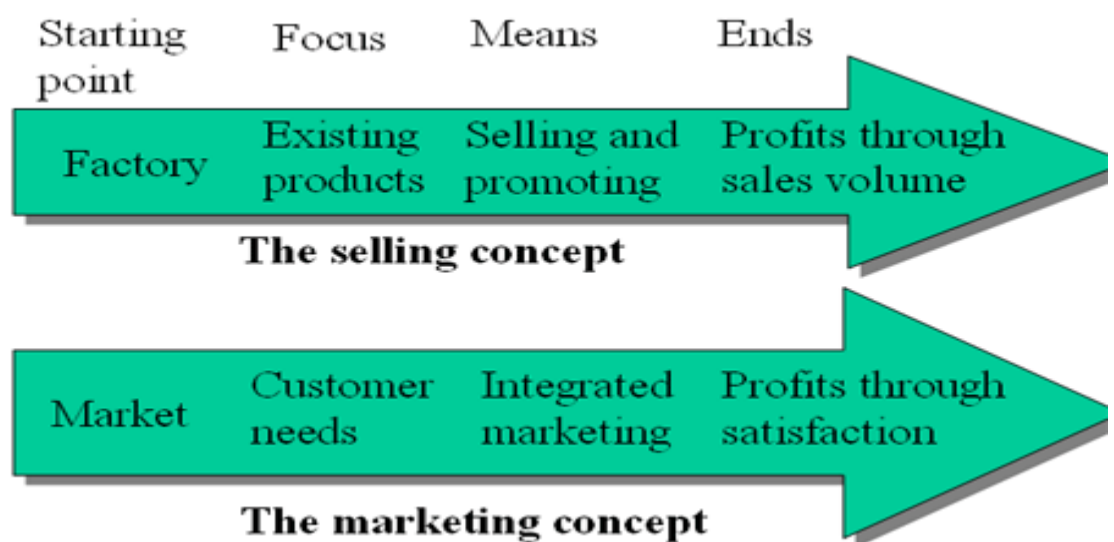 Starting point
Focus
Means
Ends
Factory
Existing products
Selling and promoting
Profits through sales volume
The selling concept
Market
Customer needs
Integrated marketing
Profits through satisfaction
The marketing concept